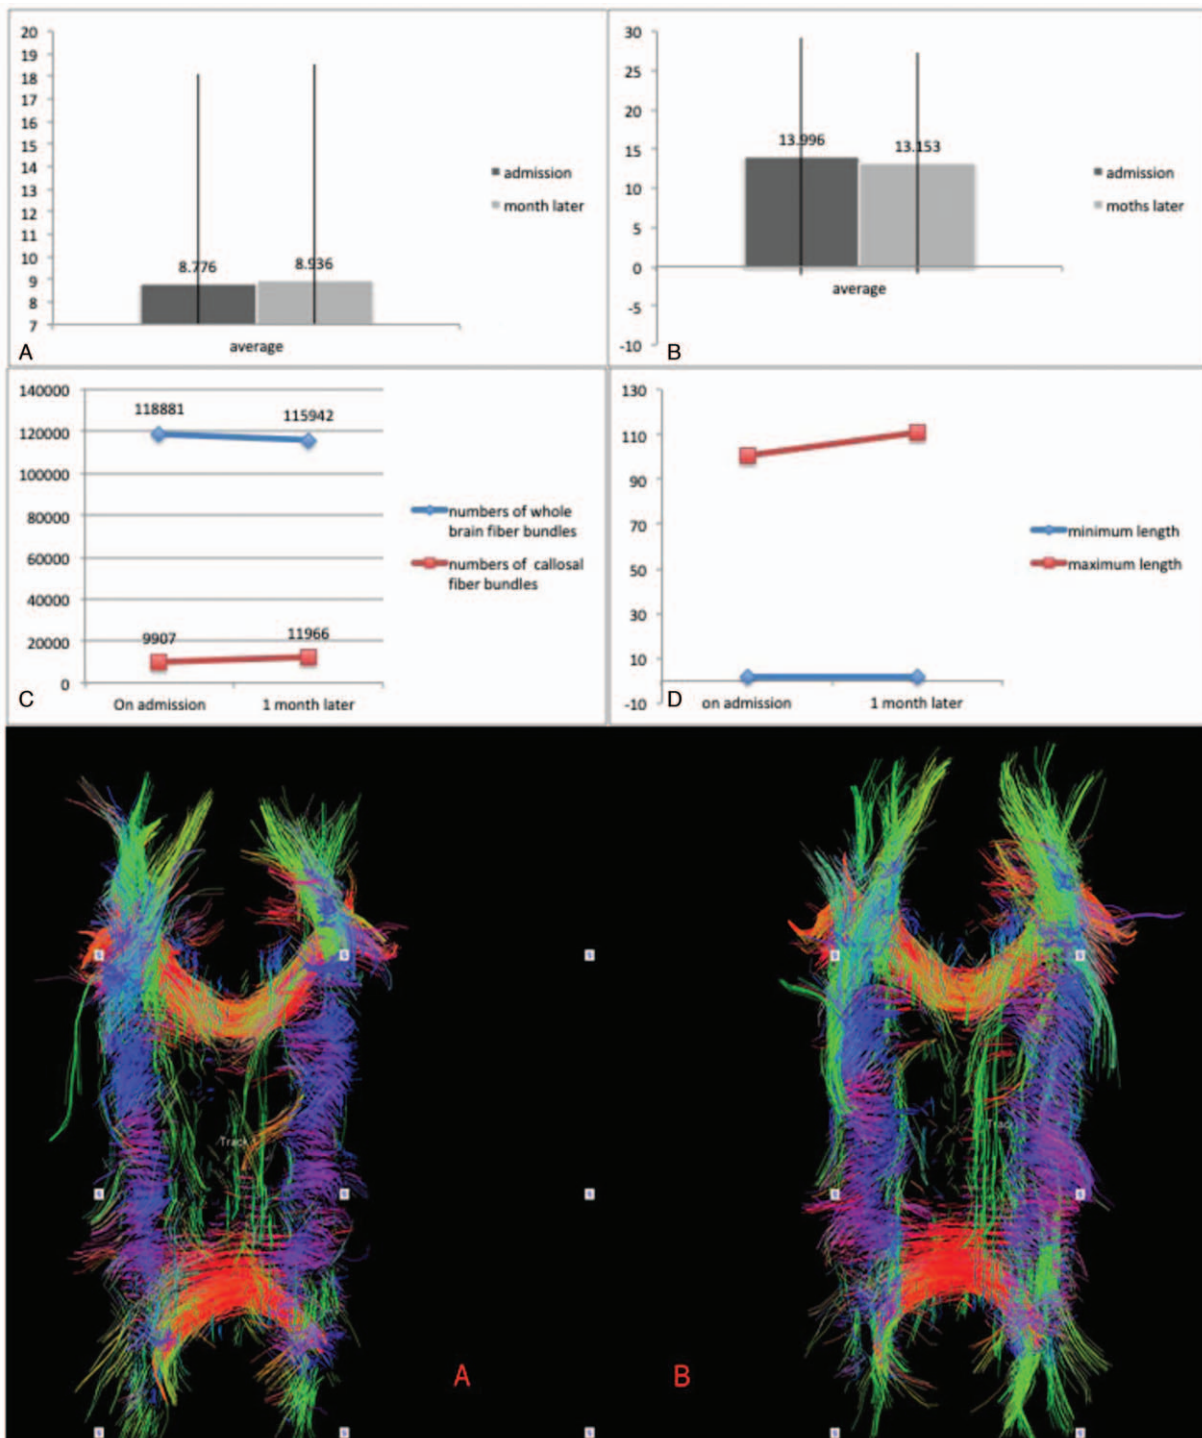 20
19
18
17
16
15
14
13
12
11
10
9
8
7
8.776
8.936
average
admission
month later
A
30
25
20
15
10
5
0
-5
-10
13.996
13.153
average
admission
moths later
B
140000
120000
100000
80000
60000
40000
20000
0
118881
115942
9907
11966
On admission
1 month later
numbers of whole
brain fiber bundles
numbers of callosal
fiber bundles
C
130
110
90
70
50
30
10
-10
on admission
1 month later
minimum length
maximum length
D
Track
Track
A
B